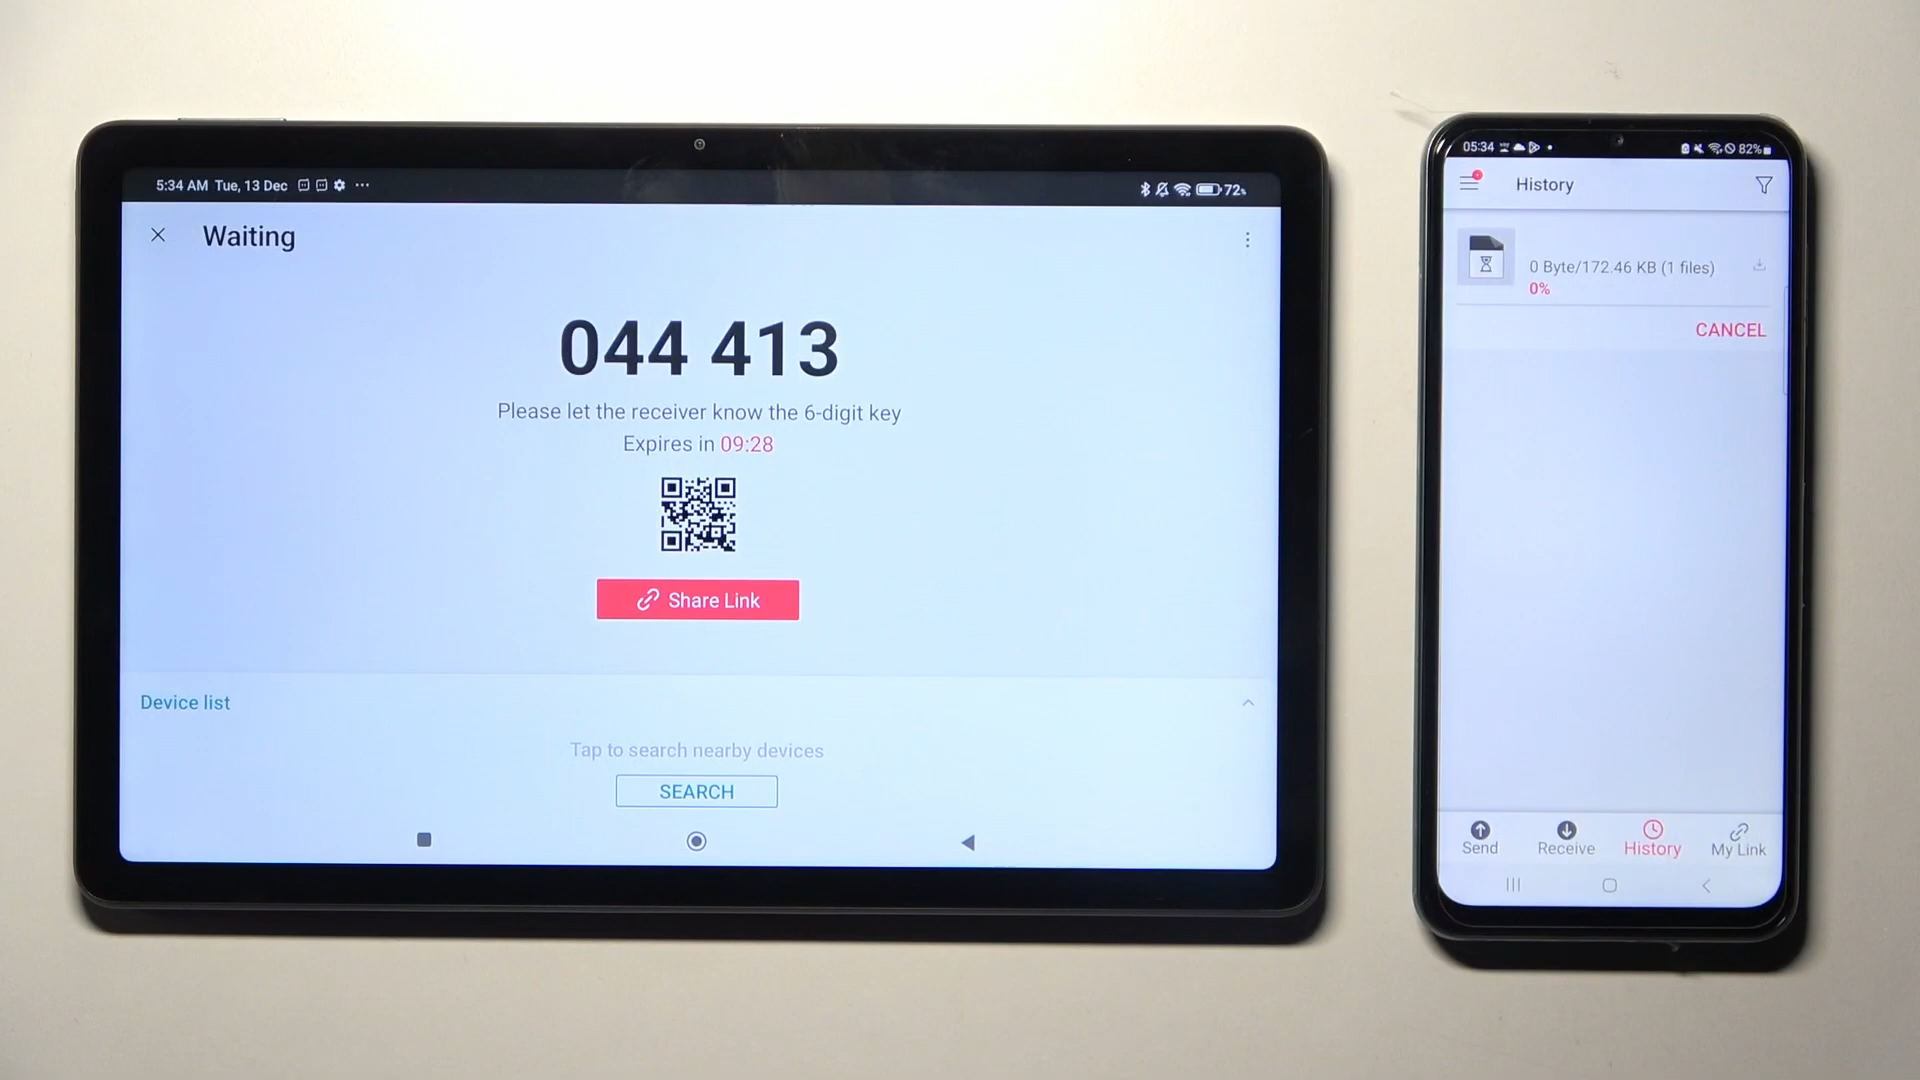 5:34 AM Tue, 13 Dec
72%
Waiting
044 413
Please let the receiver know the 6-digit key
Expires in 09:28
Share Link
Device list
Tap to search nearby devices
SEARCH
05:34
82%
History
0 Byte/172.46 KB (1 files)
0%
CANCEL
Send
Receive
History
My Link